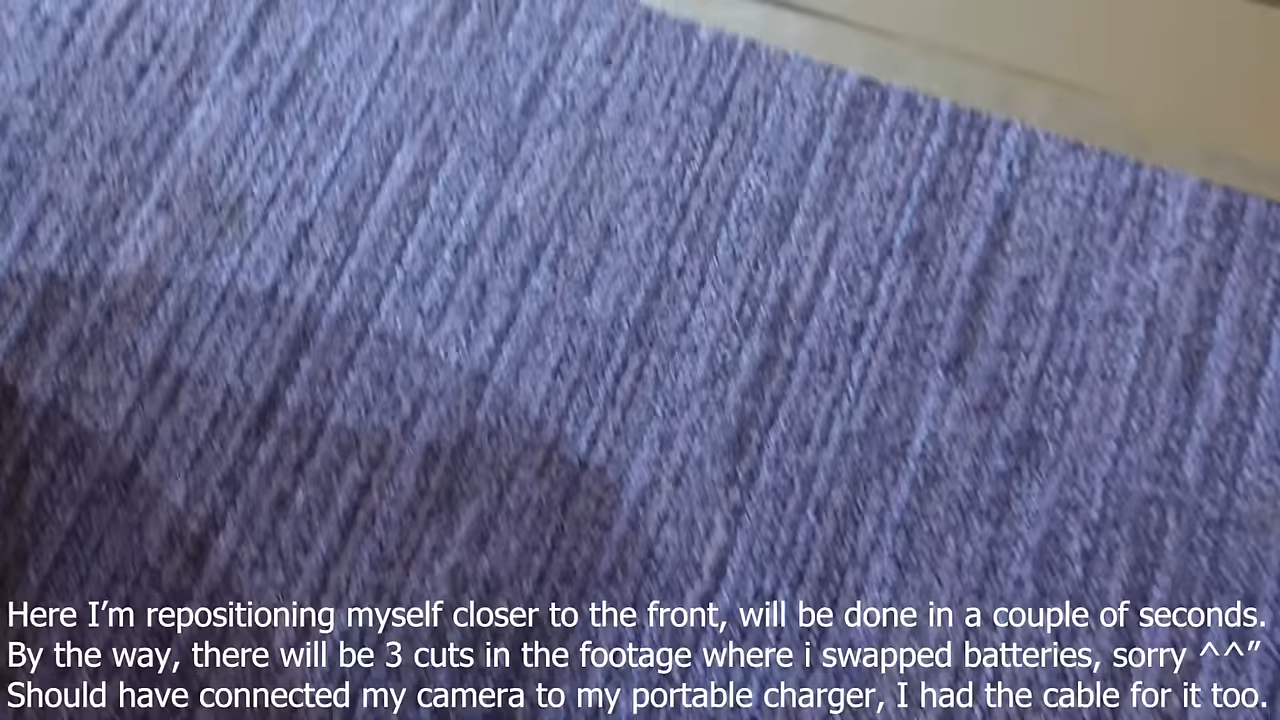 Here I’m repositioning myself closer to the front, will be done in a couple of seconds.
By the way, there will be 3 cuts in the footage where i swapped batteries, sorry ^^”
Should have connected my camera to my portable charger, I had the cable for it too.